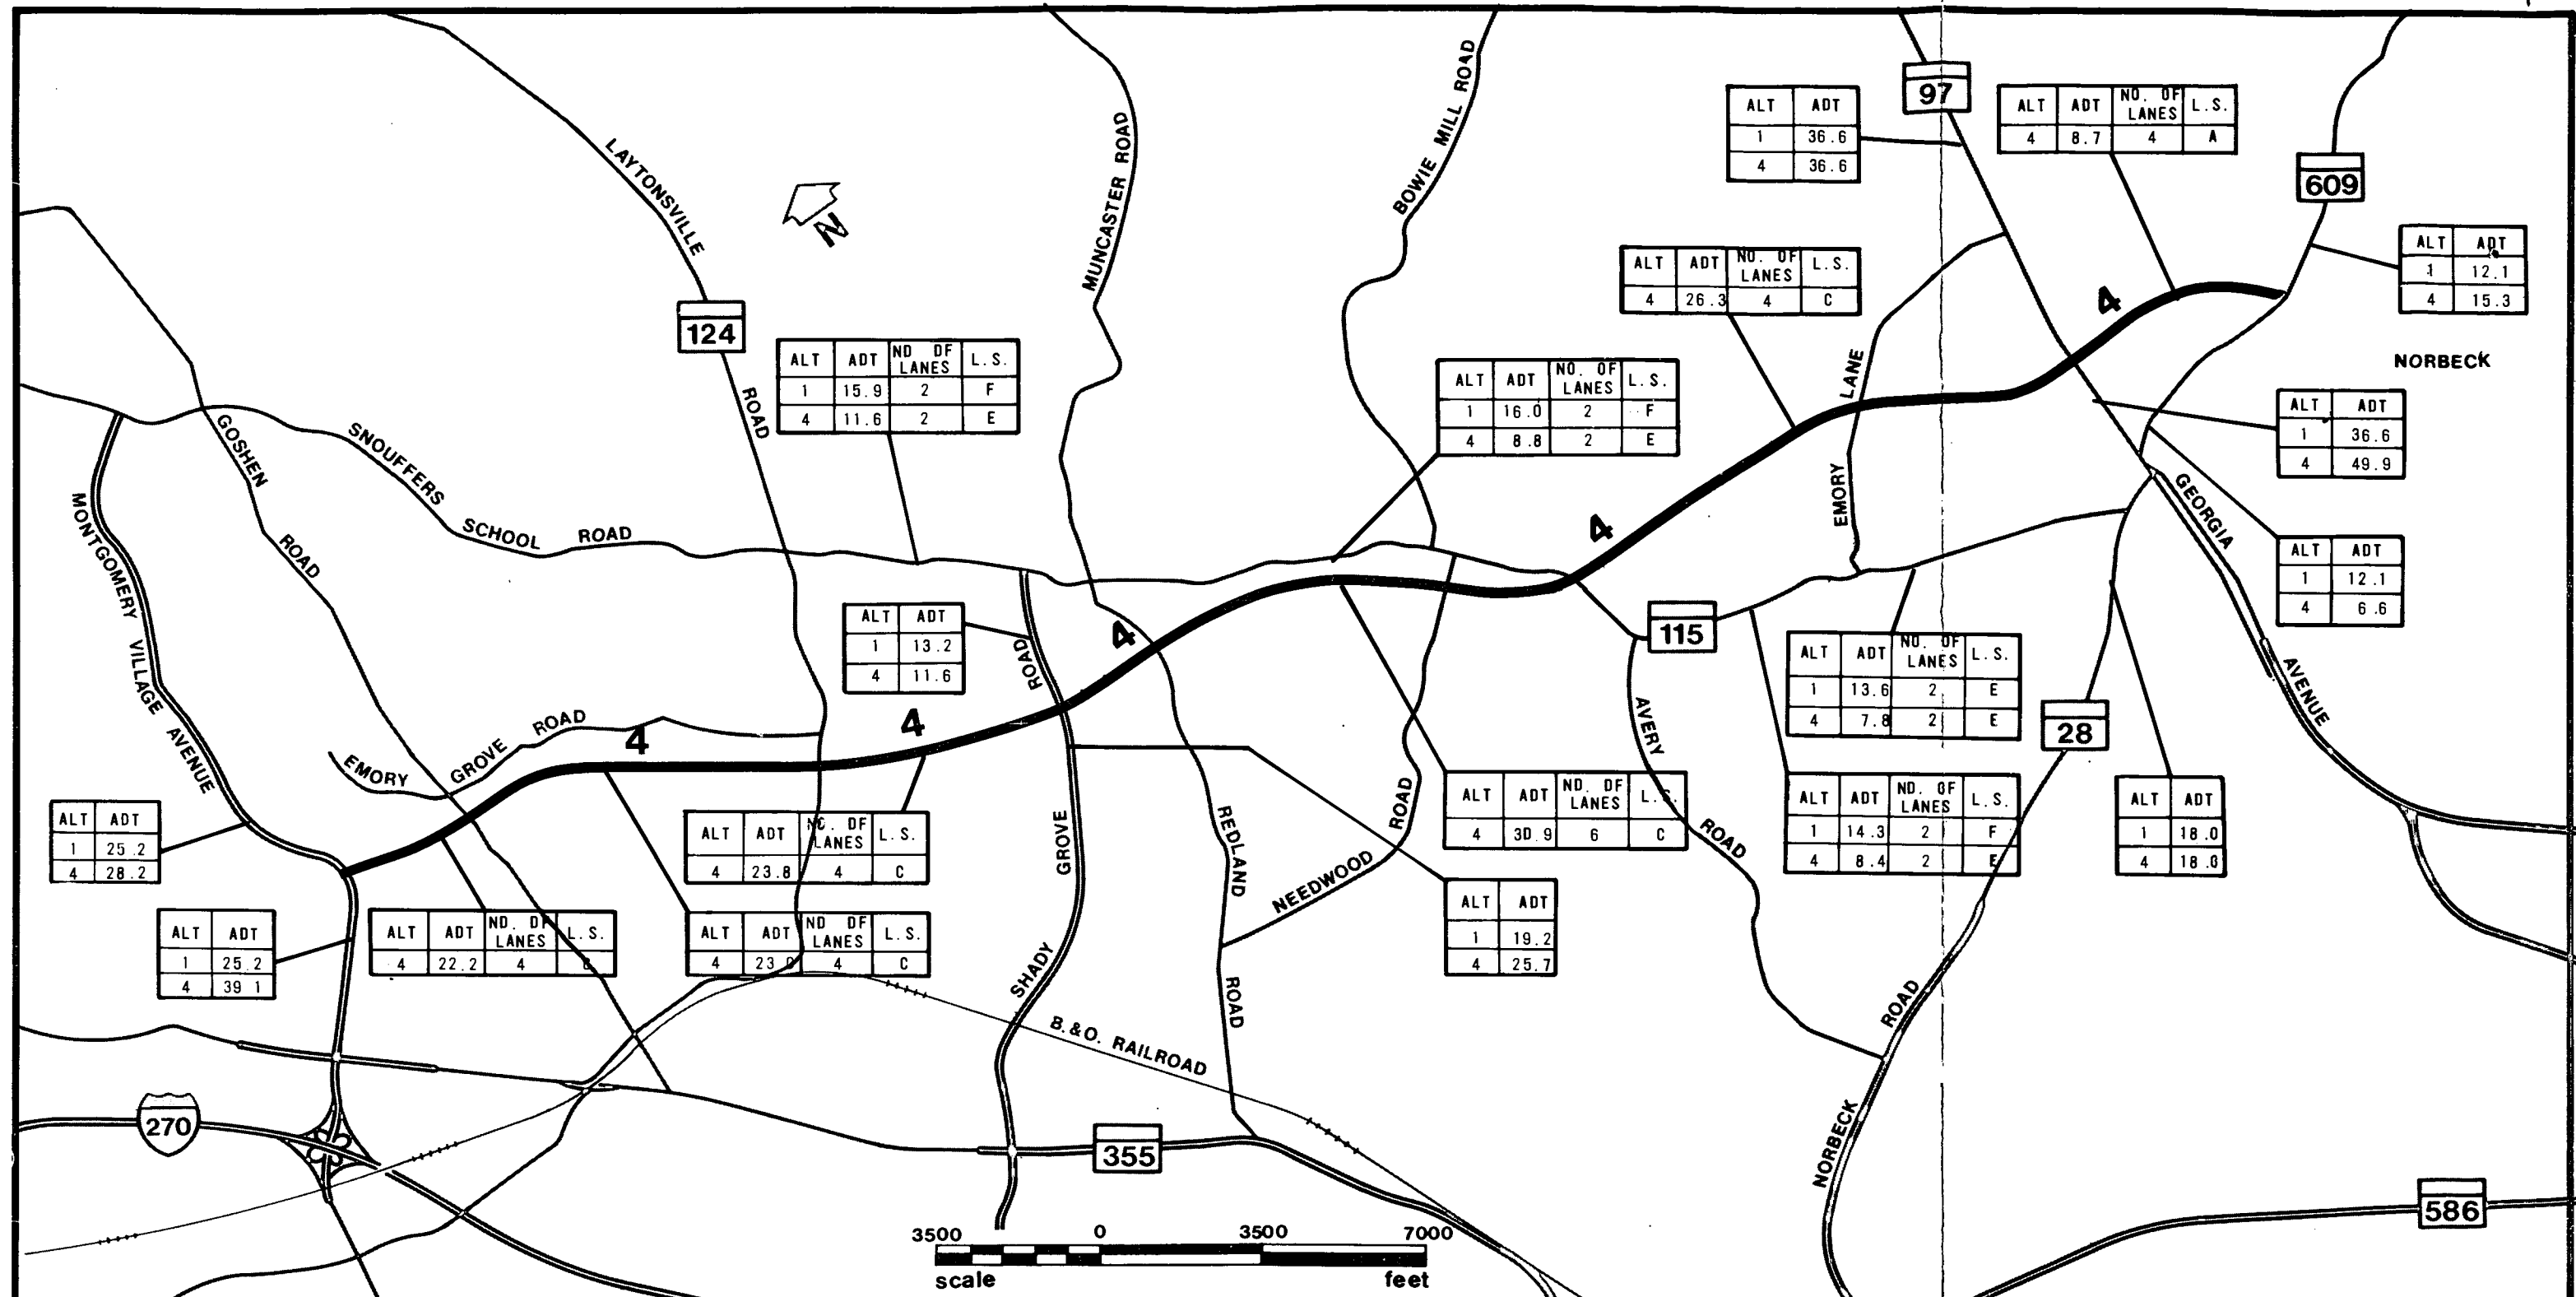 97
ALT ADT
1 36.6
4 36.6
ALT ADT NO. OF LANES L.S.
4 8.7 4 A
609
LAYTONSVILLE
ROAD
MUNCASTER ROAD
BOWIE MILL ROAD
N
124
ALT ADT NO. OF LANES L.S.
4 26.3 4 C
ALT ADT
1 12.1
4 15.3
4
NORBECK
ALT ADT ND OF LANES L.S.
1 15.9 2 F
4 11.6 2 E
ALT ADT NO. OF LANES L.S.
1 16.0 2 F
4 8.8 2 E
EMORY LANE
ALT ADT
1 36.6
4 49.9
GOSHEN
ROAD
SNOUFFERS
SCHOOL ROAD
MONTGOMERY VILLAGE AVENUE
4
GEORGIA
AVENUE
ALT ADT
1 12.1
4 6.6
ALT ADT
1 13.2
4 11.6
ROAD
4
115
ALT ADT NO. OF LANES L.S.
1 13.6 2 E
4 7.8 2 E
28
EMORY GROVE ROAD
4
4
AVERY
ROAD
ALT ADT
1 25.2
4 28.2
ALT ADT NO. OF LANES L.S.
4 23.8 4 C
SHADY GROVE
REDLAND
ROAD
NEEDWOOD
ROAD
ALT ADT ND. OF LANES L.S.
4 30.9 6 C
ALT ADT ND. OF LANES L.S.
1 14.3 2 F
4 8.4 2 E
ALT ADT
1 18.0
4 18.0
ALT ADT
1 25.2
4 39 1
ALT ADT ND. OF LANES L.S.
4 22.2 4
ALT ADT ND OF LANES L.S.
4 23.0 4 C
ALT ADT
1 19.2
4 25.7
B.&O. RAILROAD
NORBECK ROAD
270
355
586
3500 0 3500 7000
scale feet